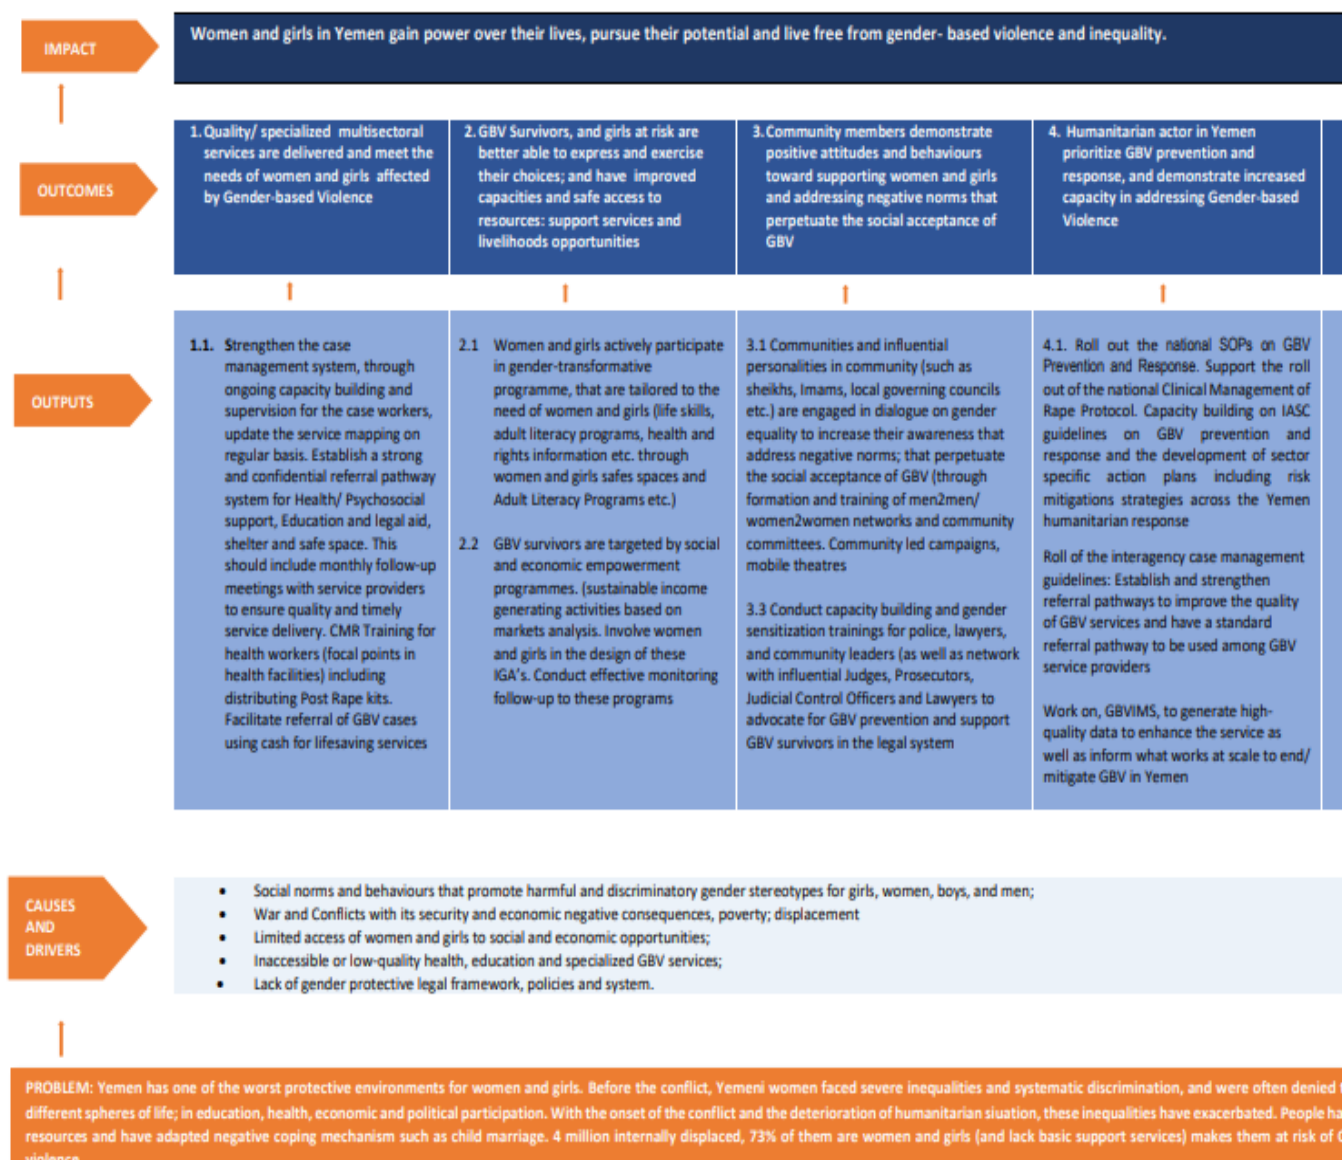 IMPACT
Women and girls in Yemen gain power over their lives, pursue their potential and live free from gender- based violence and inequality.
OUTCOMES
1. Quality/ specialized multisectoral
services are delivered and meet the
needs of women and girls affected
by Gender-based Violence
2. GBV Survivors, and girls at risk are
better able to express and exercise
their choices; and have improved
capacities and safe access to
resources: support services and
livelihoods opportunities
3. Community members demonstrate
positive attitudes and behaviours
toward supporting women and girls
and addressing negative norms that
perpetuate the social acceptance of
GBV
4. Humanitarian actor in Yemen
prioritize GBV prevention and
response, and demonstrate increased
capacity in addressing Gender-based
Violence
OUTPUTS
1.1. Strengthen the case
management system, through
ongoing capacity building and
supervision for the case workers,
update the service mapping on
regular basis. Establish a strong
and confidential referral pathway
system for Health/ Psychosocial
support, Education and legal aid,
shelter and safe space. This
should include monthly follow-up
meetings with service providers
to ensure quality and timely
service delivery. CMR Training for
health workers (focal points in
health facilities) including
distributing Post Rape kits.
Facilitate referral of GBV cases
using cash for lifesaving services
2.1 Women and girls actively participate
in gender-transformative
programme, that are tailored to the
need of women and girls (life skills,
adult literacy programs, health and
rights information etc. through
women and girls safes spaces and
Adult Literacy Programs etc.)
2.2 GBV survivors are targeted by social
and economic empowerment
programmes. (sustainable income
generating activities based on
markets analysis. Involve women
and girls in the design of these
IGA's. Conduct effective monitoring
follow-up to these programs
3.1 Communities and influential
personalities in community (such as
sheikhs, Imams, local governing councils
etc.) are engaged in dialogue on gender
equality to increase their awareness that
address negative norms; that perpetuate
the social acceptance of GBV (through
formation and training of men2men/
women2women networks and community
committees. Community led campaigns,
mobile theatres
3.3 Conduct capacity building and gender
sensitization trainings for police, lawyers,
and community leaders (as well as network
with influential Judges, Prosecutors,
Judicial Control Officers and Lawyers to
advocate for GBV prevention and support
GBV survivors in the legal system
4.1. Roll out the national SOPs on GBV
Prevention and Response. Support the roll
out of the national Clinical Management of
Rape Protocol. Capacity building on IASC
guidelines on GBV prevention and
response and the development of sector
specific action plans including risk
mitigations strategies across the Yemen
humanitarian response
Roll of the interagency case management
guidelines: Establish and strengthen
referral pathways to improve the quality
of GBV services and have a standard
referral pathway to be used among GBV
service providers
Work on, GBVIMS, to generate high-
quality data to enhance the service as
well as inform what works at scale to end/
mitigate GBV in Yemen
CAUSES
AND
DRIVERS
• Social norms and behaviours that promote harmful and discriminatory gender stereotypes for girls, women, boys, and men;
• War and Conflicts with its security and economic negative consequences, poverty; displacement
• Limited access of women and girls to social and economic opportunities;
• Inaccessible or low-quality health, education and specialized GBV services;
• Lack of gender protective legal framework, policies and system.
PROBLEM: Yemen has one of the worst protective environments for women and girls. Before the conflict, Yemeni women faced severe inequalities and systematic discrimination, and were often denied
different spheres of life; in education, health, economic and political participation. With the onset of the conflict and the deterioration of humanitarian siuation, these inequalities have exacerbated. People
resources and have adapted negative coping mechanism such as child marriage. 4 million internally displaced, 73% of them are women and girls (and lack basic support services) makes them at risk of